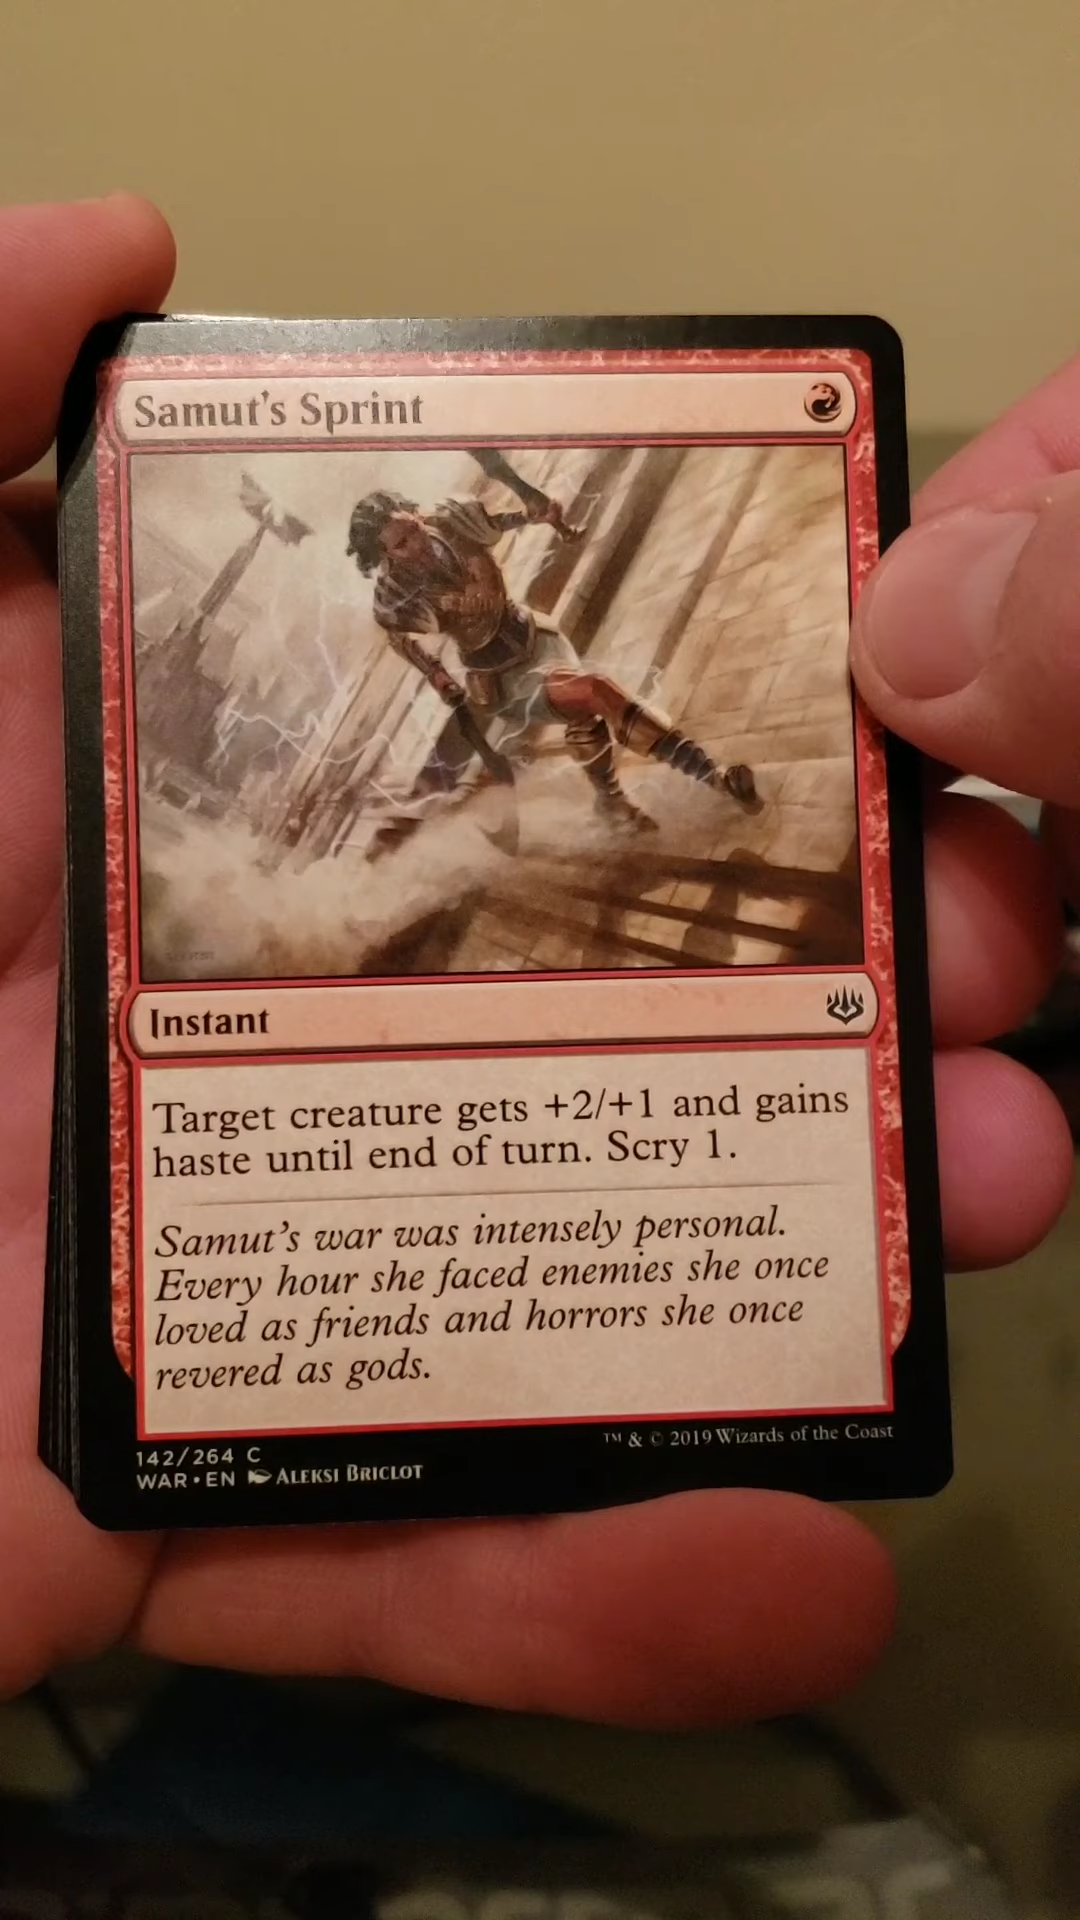 Samut's Sprint
Instant
Target creature gets +2/+1 and gains
haste until end of turn. Scry 1.
Samut's war was intensely personal.
Every hour she faced enemies she once
loved as friends and horrors she once
revered as gods.
142/264 C
™ & © 2019 Wizards of the Coast
WAR • EN ALEKSI BRICLOT